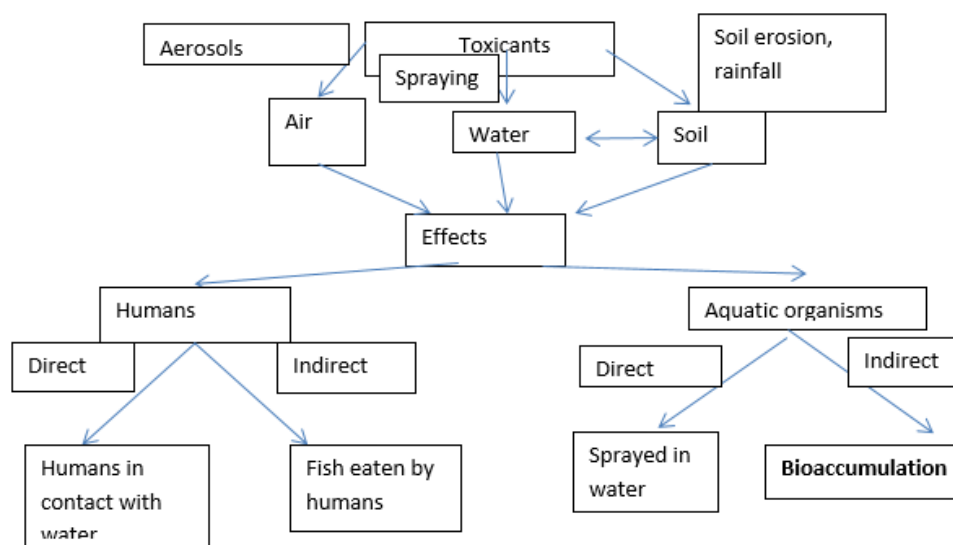 Aerosols
Toxicants
Soil erosion,
rainfall
Spraying
Air
Water
Soil
Effects
Humans
Aquatic organisms
Direct
Indirect
Direct
Indirect
Humans in
contact with
water
Fish eaten by
humans
Sprayed in
water
Bioaccumulation